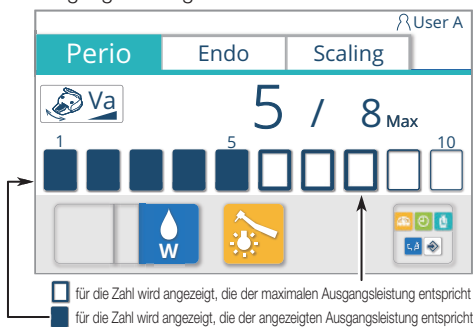 User A
Perio Endo Scaling
Va 5 / 8 Max
1 5 10
W
für die Zahl wird angezeigt, die der maximalen Ausgangsleistung entspricht
für die Zahl wird angezeigt, die der angezeigten Ausgangsleistung entspricht